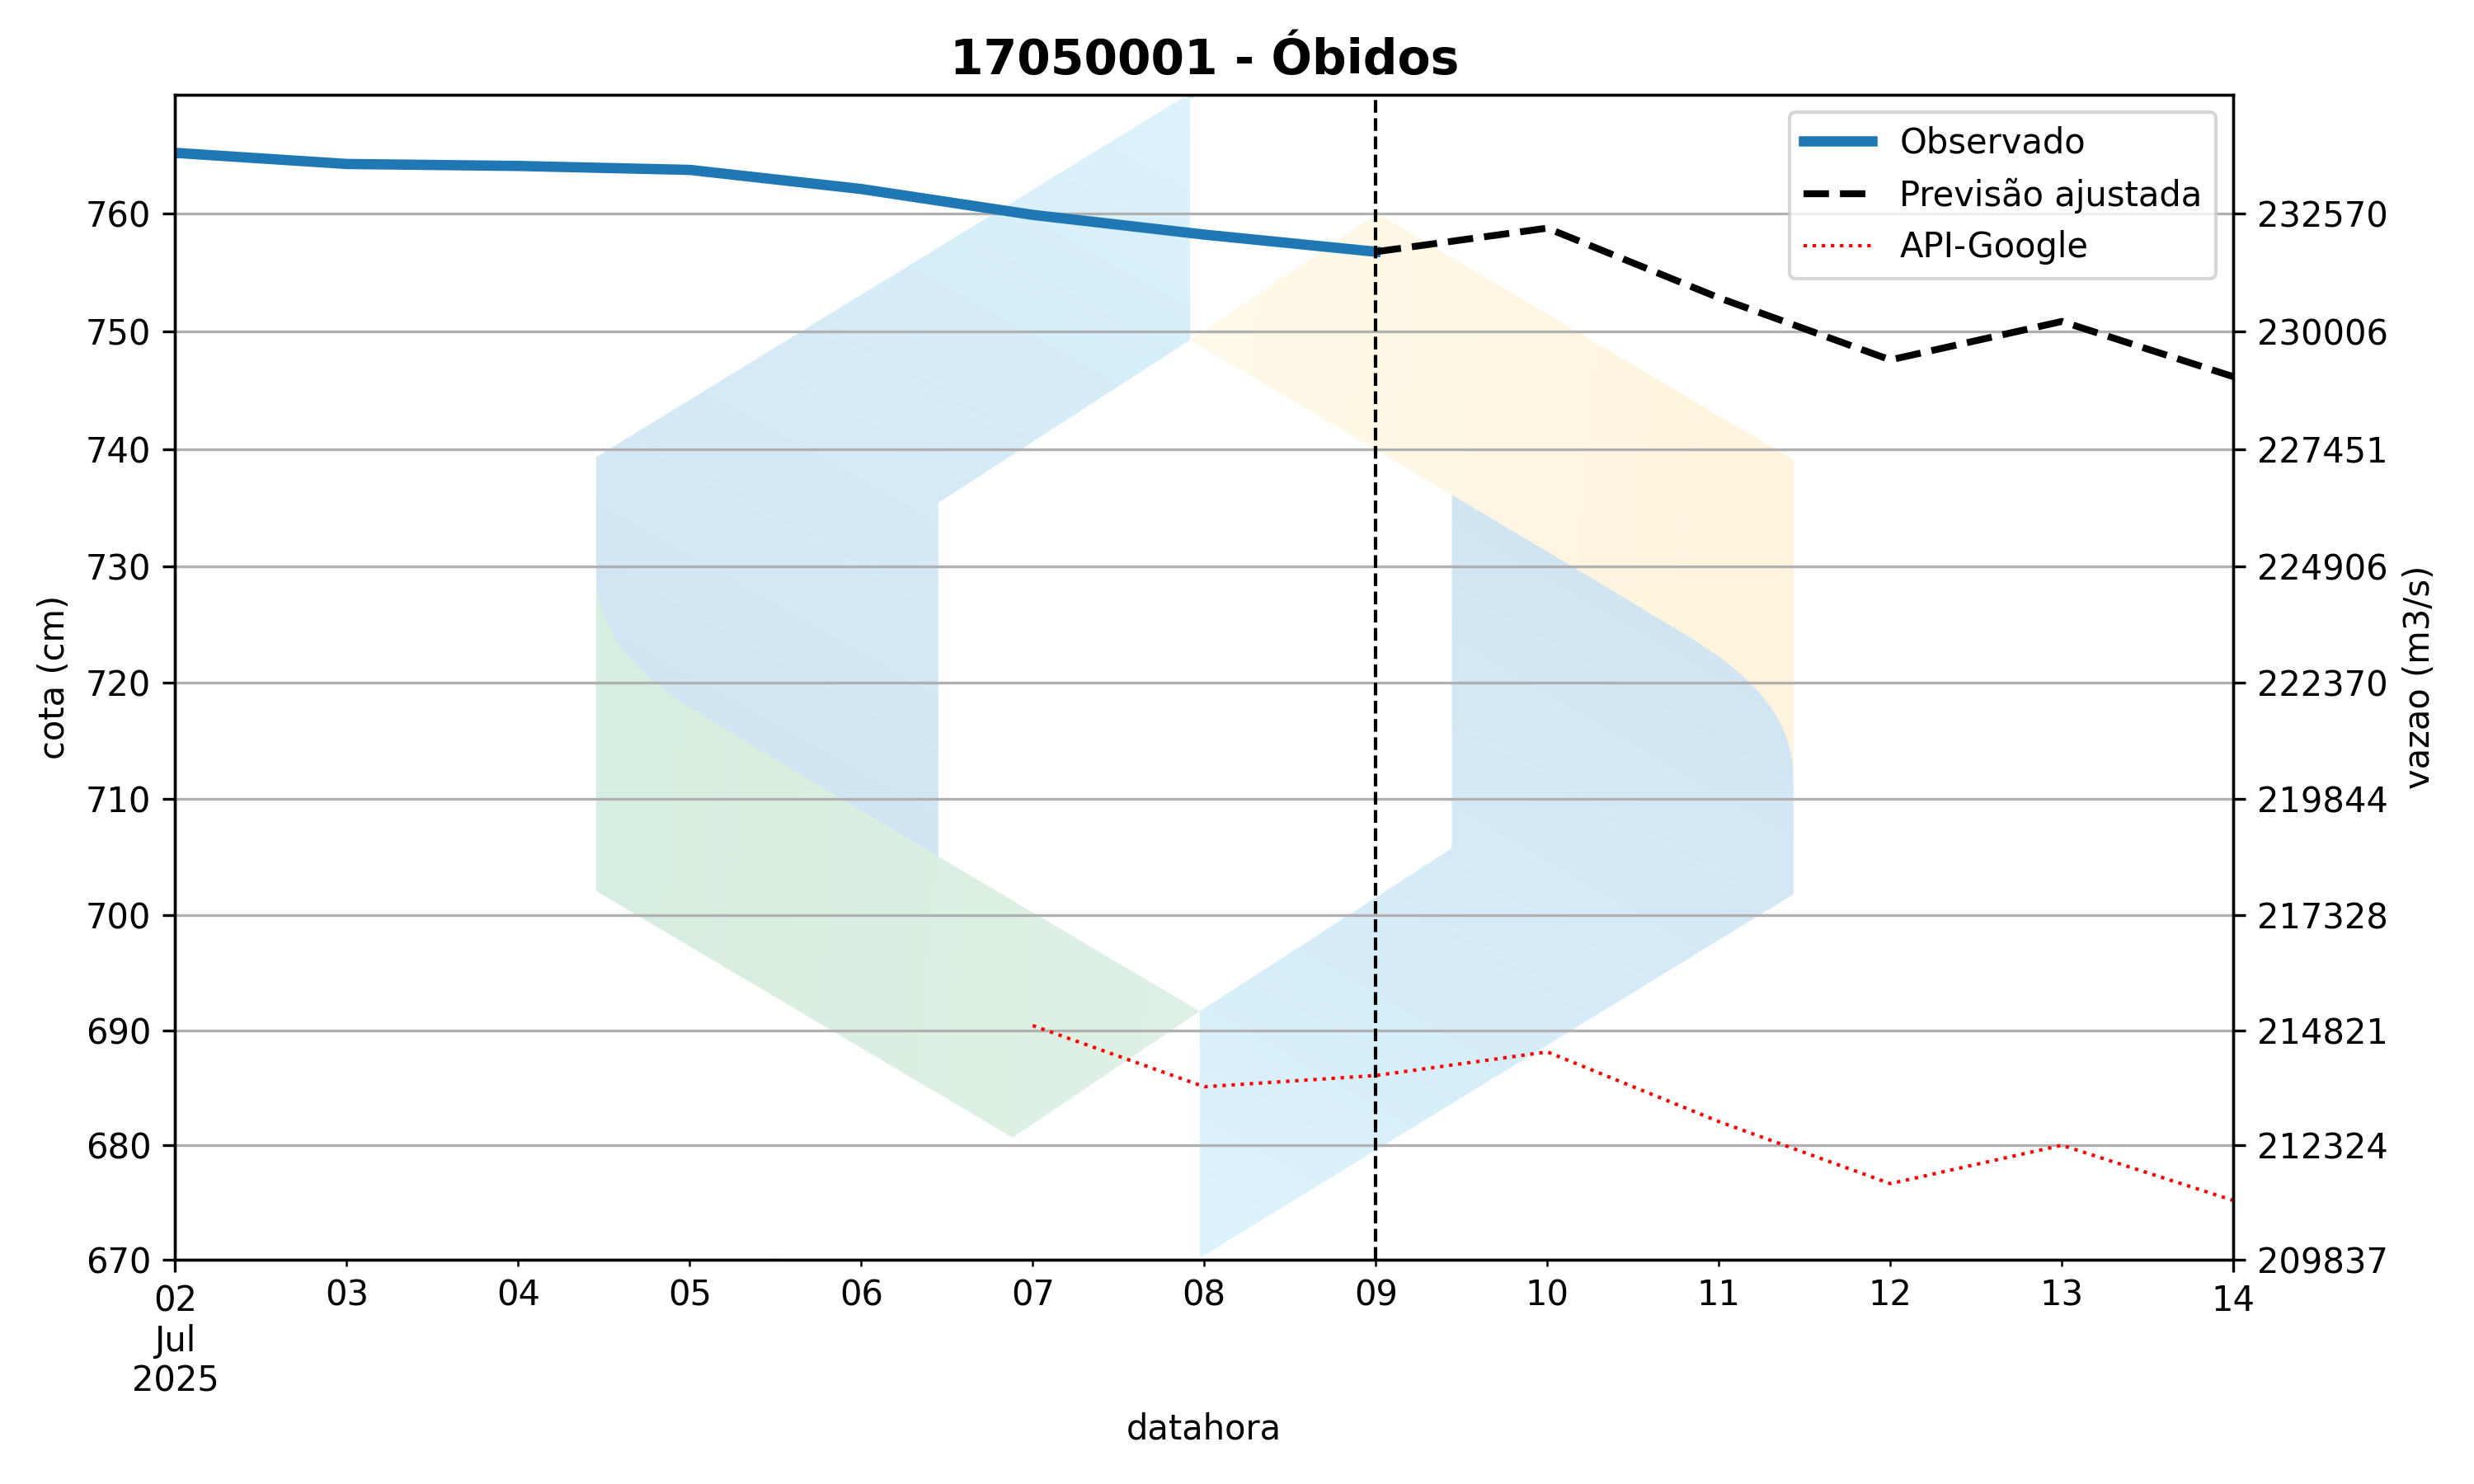 17050001 - Óbidos
Observado
Previsão ajustada
API-Google
cota (cm)
760
750
740
730
720
710
700
690
680
670
232570
230006
227451
224906
222370
219844
217328
214821
212324
209837
vazao (m3/s)
02 03 04 05 06 07 08 09 10 11 12 13 14
Jul
2025
datahora